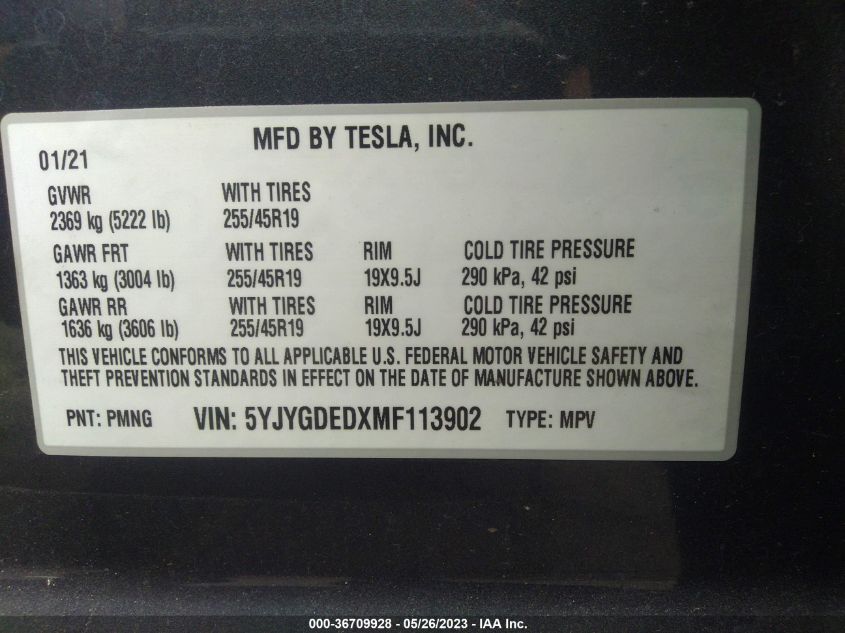 MFD BY TESLA, INC.
01/21
GVWR WITH TIRES
2369 kg (5222 lb) 255/45R19
GAWR FRT WITH TIRES RIM COLD TIRE PRESSURE
1363 kg (3004 lb) 255/45R19 19X9.5J 290 kPa, 42 psi
GAWR RR WITH TIRES RIM COLD TIRE PRESSURE
1636 kg (3606 lb) 255/45R19 19X9.5J 290 kPa, 42 psi
THIS VEHICLE CONFORMS TO ALL APPLICABLE U.S. FEDERAL MOTOR VEHICLE SAFETY AND
THEFT PREVENTION STANDARDS IN EFFECT ON THE DATE OF MANUFACTURE SHOWN ABOVE.
PNT: PMNG VIN: 5YJYGDEDXMF113902 TYPE: MPV
000-36709928 - 05/26/2023 - IAA Inc.